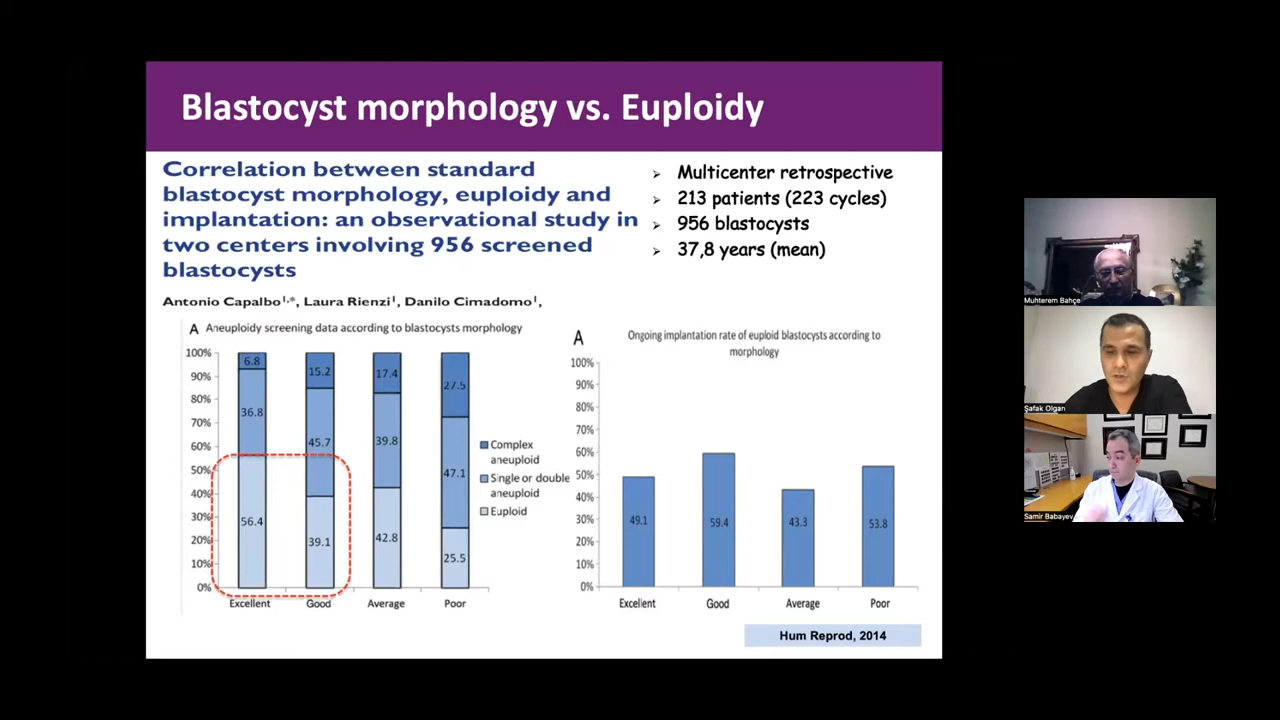 Blastocyst morphology vs. Euploidy
Correlation between standard
blastocyst morphology, euploidy and
implantation: an observational study in
two centers involving 956 screened
blastocysts
Antonio Capalbo1,*, Laura Rienzi1, Danilo Cimadomo1,
➢ Multicenter retrospective
➢ 213 patients (223 cycles)
➢ 956 blastocysts
➢ 37,8 years (mean)
A Aneuploidy screening data according to blastocysts morphology
100%
90%
80%
70%
60%
50%
40%
30%
20%
10%
0%
6.8
36.8
56.4
15.2
45.7
39.1
17.4
39.8
42.8
27.5
47.1
25.5
Excellent Good Average Poor
Complex
aneuploid
Single or double
aneuploid
Euploid
A
Ongoing implantation rate of euploid blastocysts according to
morphology
100%
90%
80%
70%
60%
50%
40%
30%
20%
10%
0%
49.1
59.4
43.3
53.8
Excellent Good Average Poor
Hum Reprod, 2014
Muhterem Bahçe
Şafak Olgan
Samir Babayev